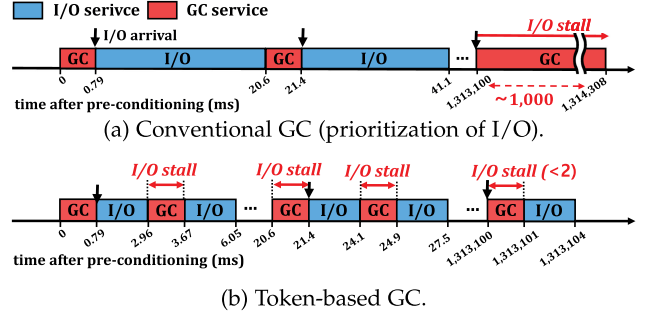 I/O serivce GC service
I/O arrival
I/O stall
GC I/O GC I/O ... GC
0 0.79 20.6 21.4 41.1 1,313,100 ~1,000 1,314,308
time after pre-conditioning (ms)
(a) Conventional GC (prioritization of I/O).
I/O stall I/O stall I/O stall I/O stall (<2)
GC I/O GC I/O ... GC I/O GC I/O ... GC I/O
0 0.79 2.96 3.67 6.05 20.6 21.4 24.1 24.9 27.5 1,313,100 1,313,101 1,313,104
time after pre-conditioning (ms)
(b) Token-based GC.